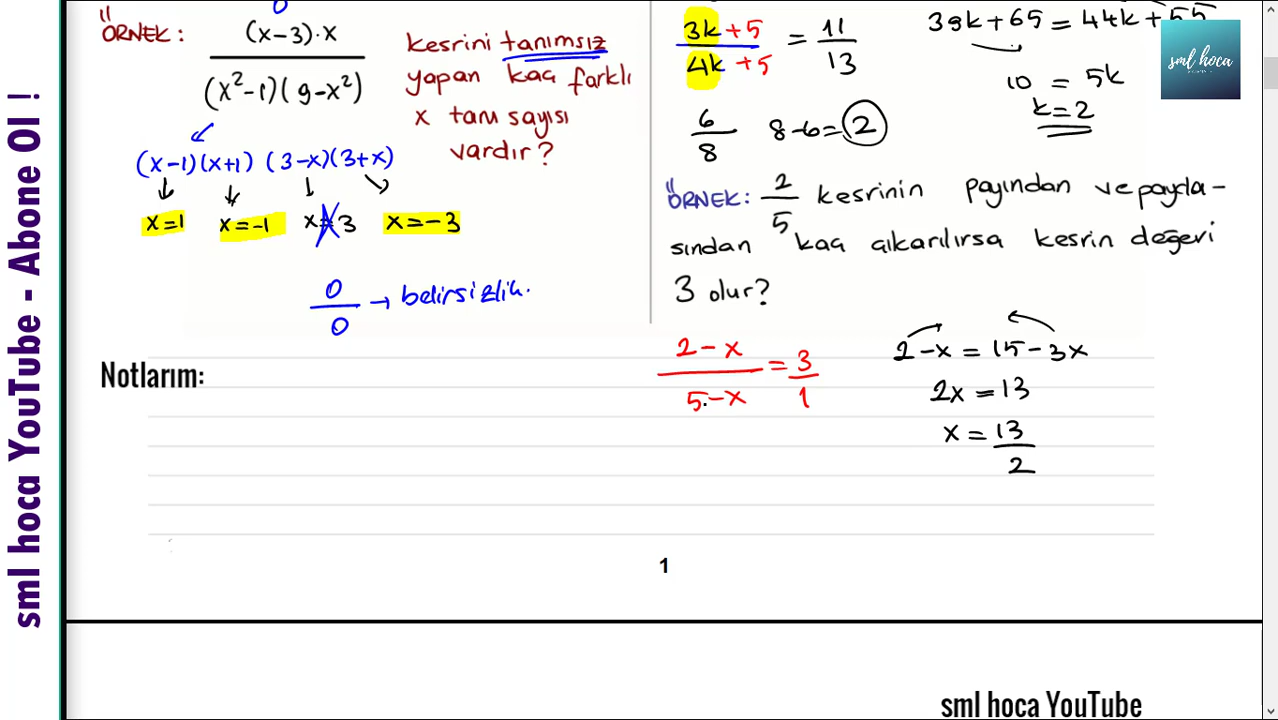 sml hoca YouTube - Abone Ol !
0
ÖRNEK: (x-3)·x
(x²-1)(9-x²)
kesrini tanımsız
yapan kaç farklı
x tam sayısı
vardır?
(x-1)(x+1) (3-x)(3+x)
x=1 x=-1 x=3 x=-3
0/0 → belirsizlik.
3k+5/4k+5 = 11/13
39k+65 = 44k+55
10 = 5k
k=2
6/8 8-6=2
sml hoca
ÖRNEK: 2/5 kesrinin payından ve payda-
sından kaç çıkarılırsa kesrin değeri
3 olur?
2-x/5-x = 3/1
2-x = 15-3x
2x = 13
x = 13/2
Notlarım:
1
sml hoca YouTube